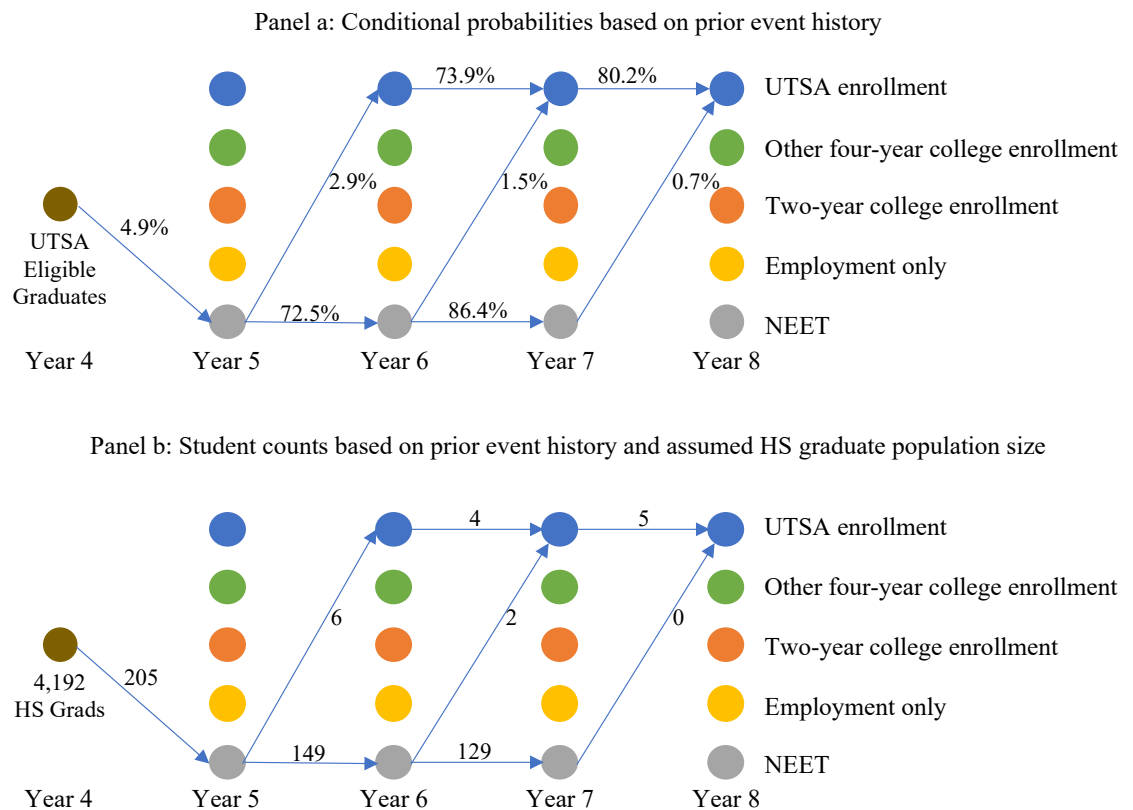 Panel a: Conditional probabilities based on prior event history
73.9%
80.2%
UTSA enrollment
Other four-year college enrollment
2.9%
1.5%
0.7%
Two-year college enrollment
4.9%
UTSA
Eligible
Graduates
Employment only
72.5%
86.4%
NEET
Year 4
Year 5
Year 6
Year 7
Year 8
Panel b: Student counts based on prior event history and assumed HS graduate population size
4
5
UTSA enrollment
Other four-year college enrollment
6
2
0
Two-year college enrollment
205
4,192
HS Grads
Employment only
149
129
NEET
Year 4
Year 5
Year 6
Year 7
Year 8